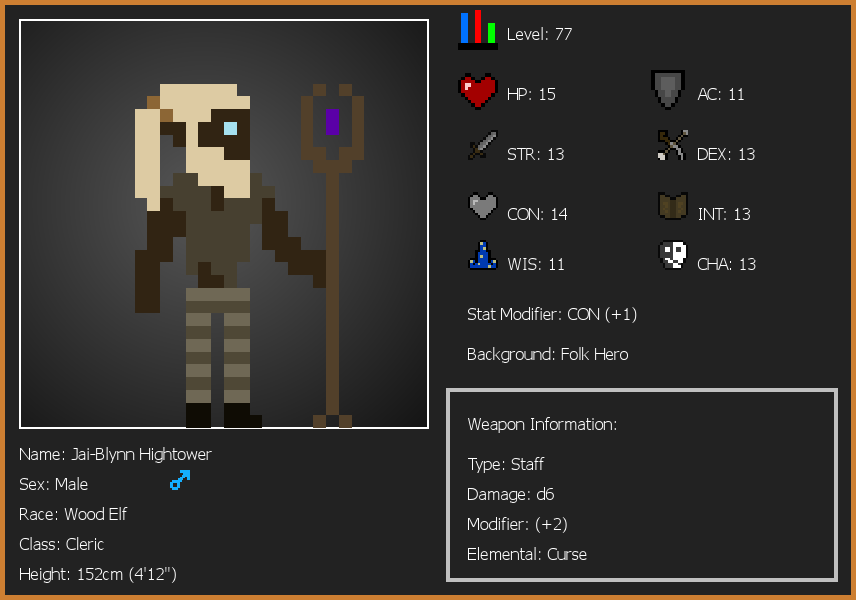 Level: 77
HP: 15
AC: 11
STR: 13
DEX: 13
CON: 14
INT: 13
WIS: 11
CHA: 13
Stat Modifier: CON (+1)
Background: Folk Hero
Weapon Information:
Type: Staff
Damage: d6
Modifier: (+2)
Elemental: Curse
Name: Jai-Blynn Hightower
Sex: Male
Race: Wood Elf
Class: Cleric
Height: 152cm (4'12")